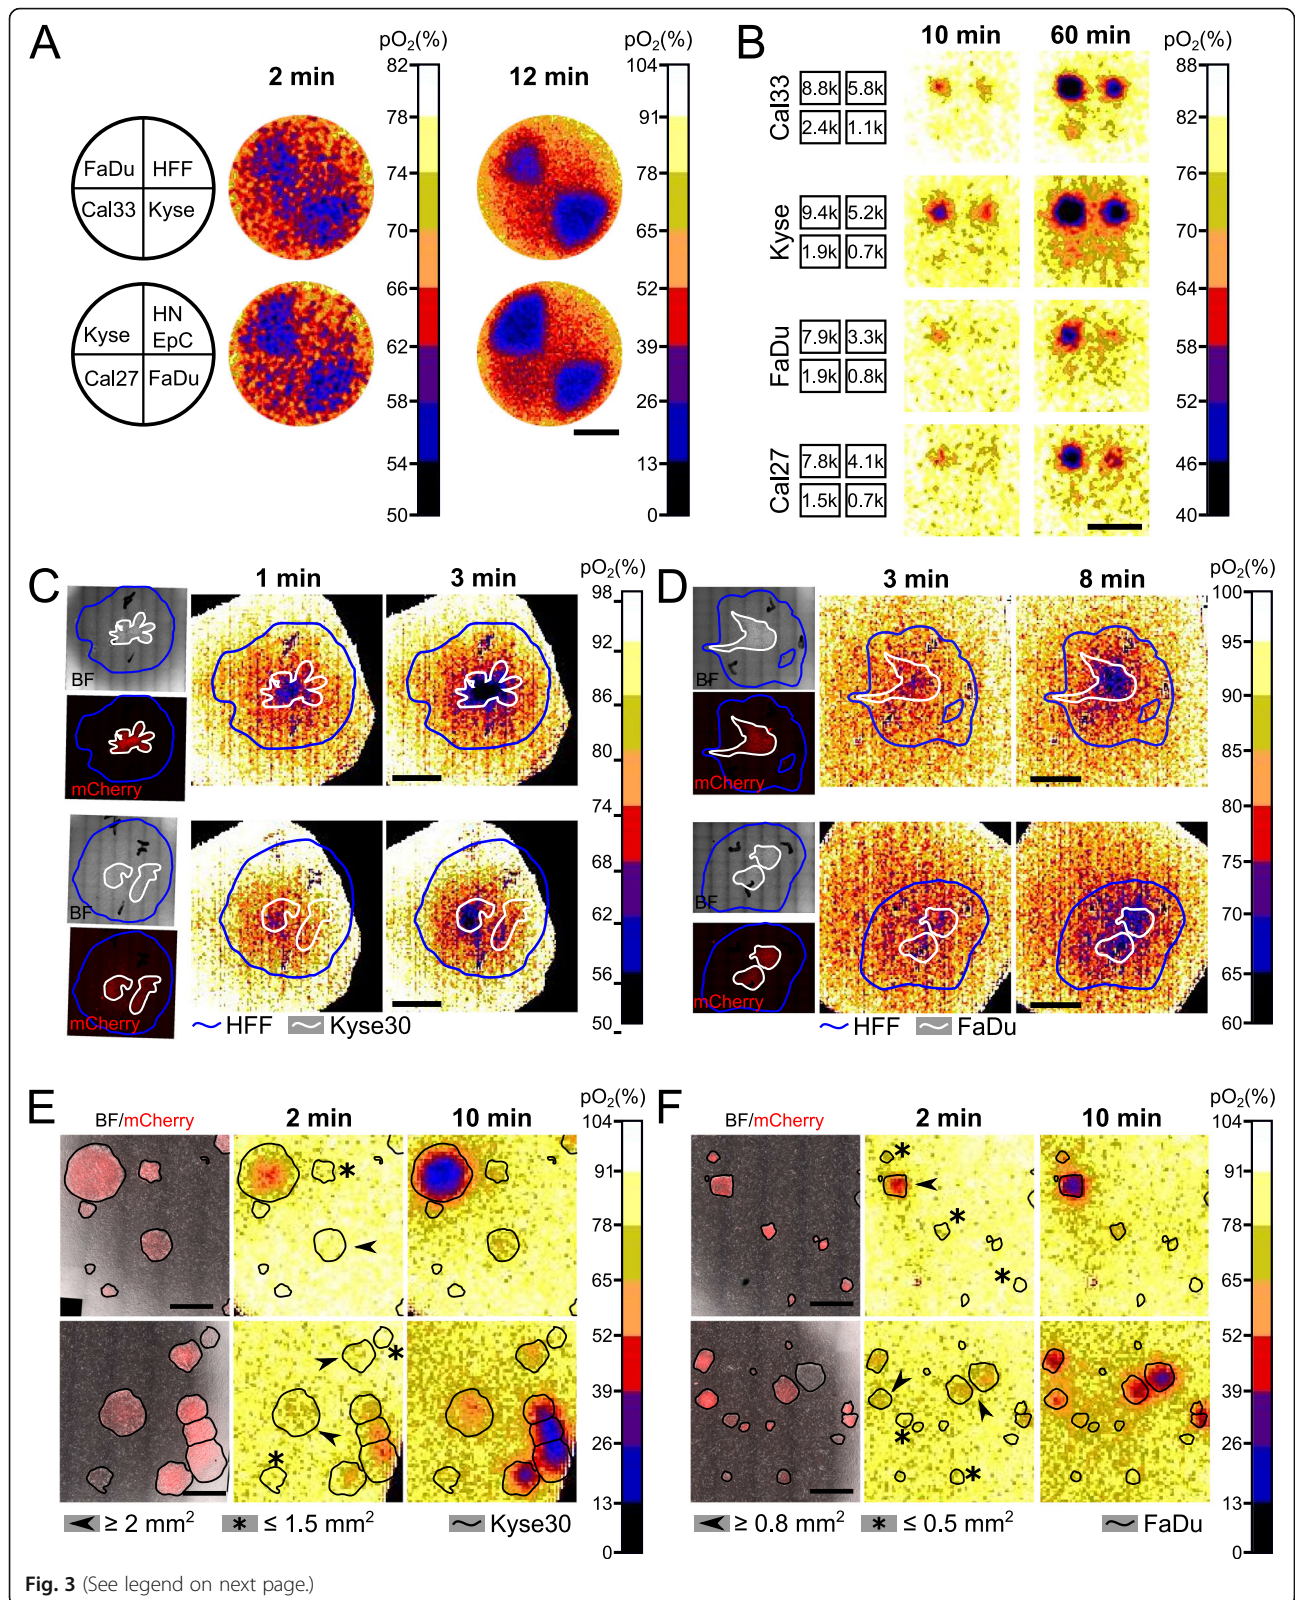 A
pO2(%)
pO2(%)
2 min
12 min
82
78
74
70
66
62
58
54
50
104
91
78
65
52
39
26
13
0
FaDu HFF
Cal33 Kyse
Kyse HN EpC
Cal27 FaDu
B
10 min
60 min
pO2(%)
88
82
76
70
64
58
52
46
40
Cal33
8.8k 5.8k
2.4k 1.1k
Kyse
9.4k 5.2k
1.9k 0.7k
FaDu
7.9k 3.3k
1.9k 0.8k
Cal27
7.8k 4.1k
1.5k 0.7k
C
1 min
3 min
pO2(%)
98
92
86
80
74
68
62
56
50
BF
mCherry
BF
mCherry
HFF Kyse30
D
3 min
8 min
pO2(%)
100
95
90
85
80
75
70
65
60
BF
mCherry
BF
mCherry
HFF FaDu
E
BF/mCherry
2 min
10 min
pO2(%)
104
91
78
65
52
39
26
13
0
*
*
*
≥ 2 mm2 * ≤ 1.5 mm2 Kyse30
F
BF/mCherry
2 min
10 min
pO2(%)
104
91
78
65
52
39
26
13
0
*
*
*
*
*
≥ 0.8 mm2 * ≤ 0.5 mm2 FaDu
Fig. 3 (See legend on next page.)